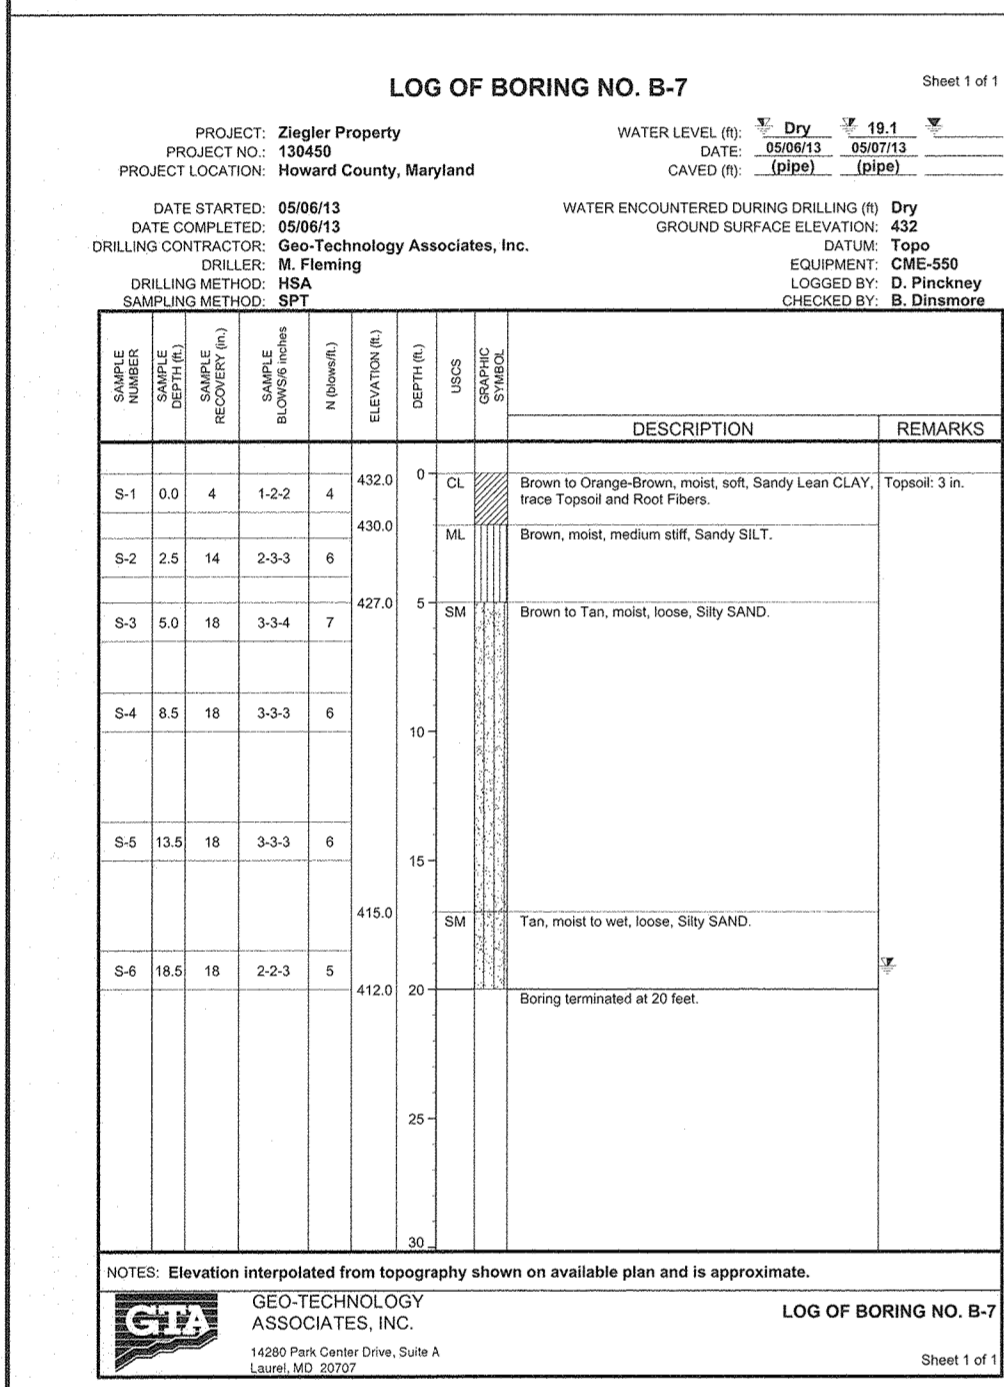 LOG OF BORING NO. B-7
Sheet 1 of 1
PROJECT: Ziegler Property
PROJECT NO.: 130450
PROJECT LOCATION: Howard County, Maryland
WATER LEVEL (ft): Dry 19.1
DATE: 05/06/13 05/07/13
CAVED (ft): (pipe) (pipe)
DATE STARTED: 05/06/13
DATE COMPLETED: 05/06/13
DRILLING CONTRACTOR: Geo-Technology Associates, Inc.
DRILLER: M. Fleming
DRILLING METHOD: HSA
SAMPLING METHOD: SPT
WATER ENCOUNTERED DURING DRILLING (ft) Dry
GROUND SURFACE ELEVATION: 432
DATUM: Topo
EQUIPMENT: CME-550
LOGGED BY: D. Pinckney
CHECKED BY: B. Dinsmore
SAMPLE NUMBER
SAMPLE DEPTH (ft.)
SAMPLE RECOVERY (in.)
SAMPLE BLOWS/6 inches
N (blows/ft.)
ELEVATION (ft.)
DEPTH (ft.)
USCS
GRAPHIC SYMBOL
DESCRIPTION
REMARKS
432.0 0
S-1 0.0 4 1-2-2 4 CL Brown to Orange-Brown, moist, soft, Sandy Lean CLAY, Topsoil: 3 in.
trace Topsoil and Root Fibers.
430.0
ML Brown, moist, medium stiff, Sandy SILT.
S-2 2.5 14 2-3-3 6
427.0 5
SM Brown to Tan, moist, loose, Silty SAND.
S-3 5.0 18 3-3-4 7
S-4 8.5 18 3-3-3 6
10
S-5 13.5 18 3-3-3 6
15
415.0
SM Tan, moist to wet, loose, Silty SAND.
S-6 18.5 18 2-2-3 5
412.0 20
Boring terminated at 20 feet.
25
30
NOTES: Elevation interpolated from topography shown on available plan and is approximate.
GTA
GEO-TECHNOLOGY
ASSOCIATES, INC.
14280 Park Center Drive, Suite A
Laurel, MD 20707
LOG OF BORING NO. B-7
Sheet 1 of 1